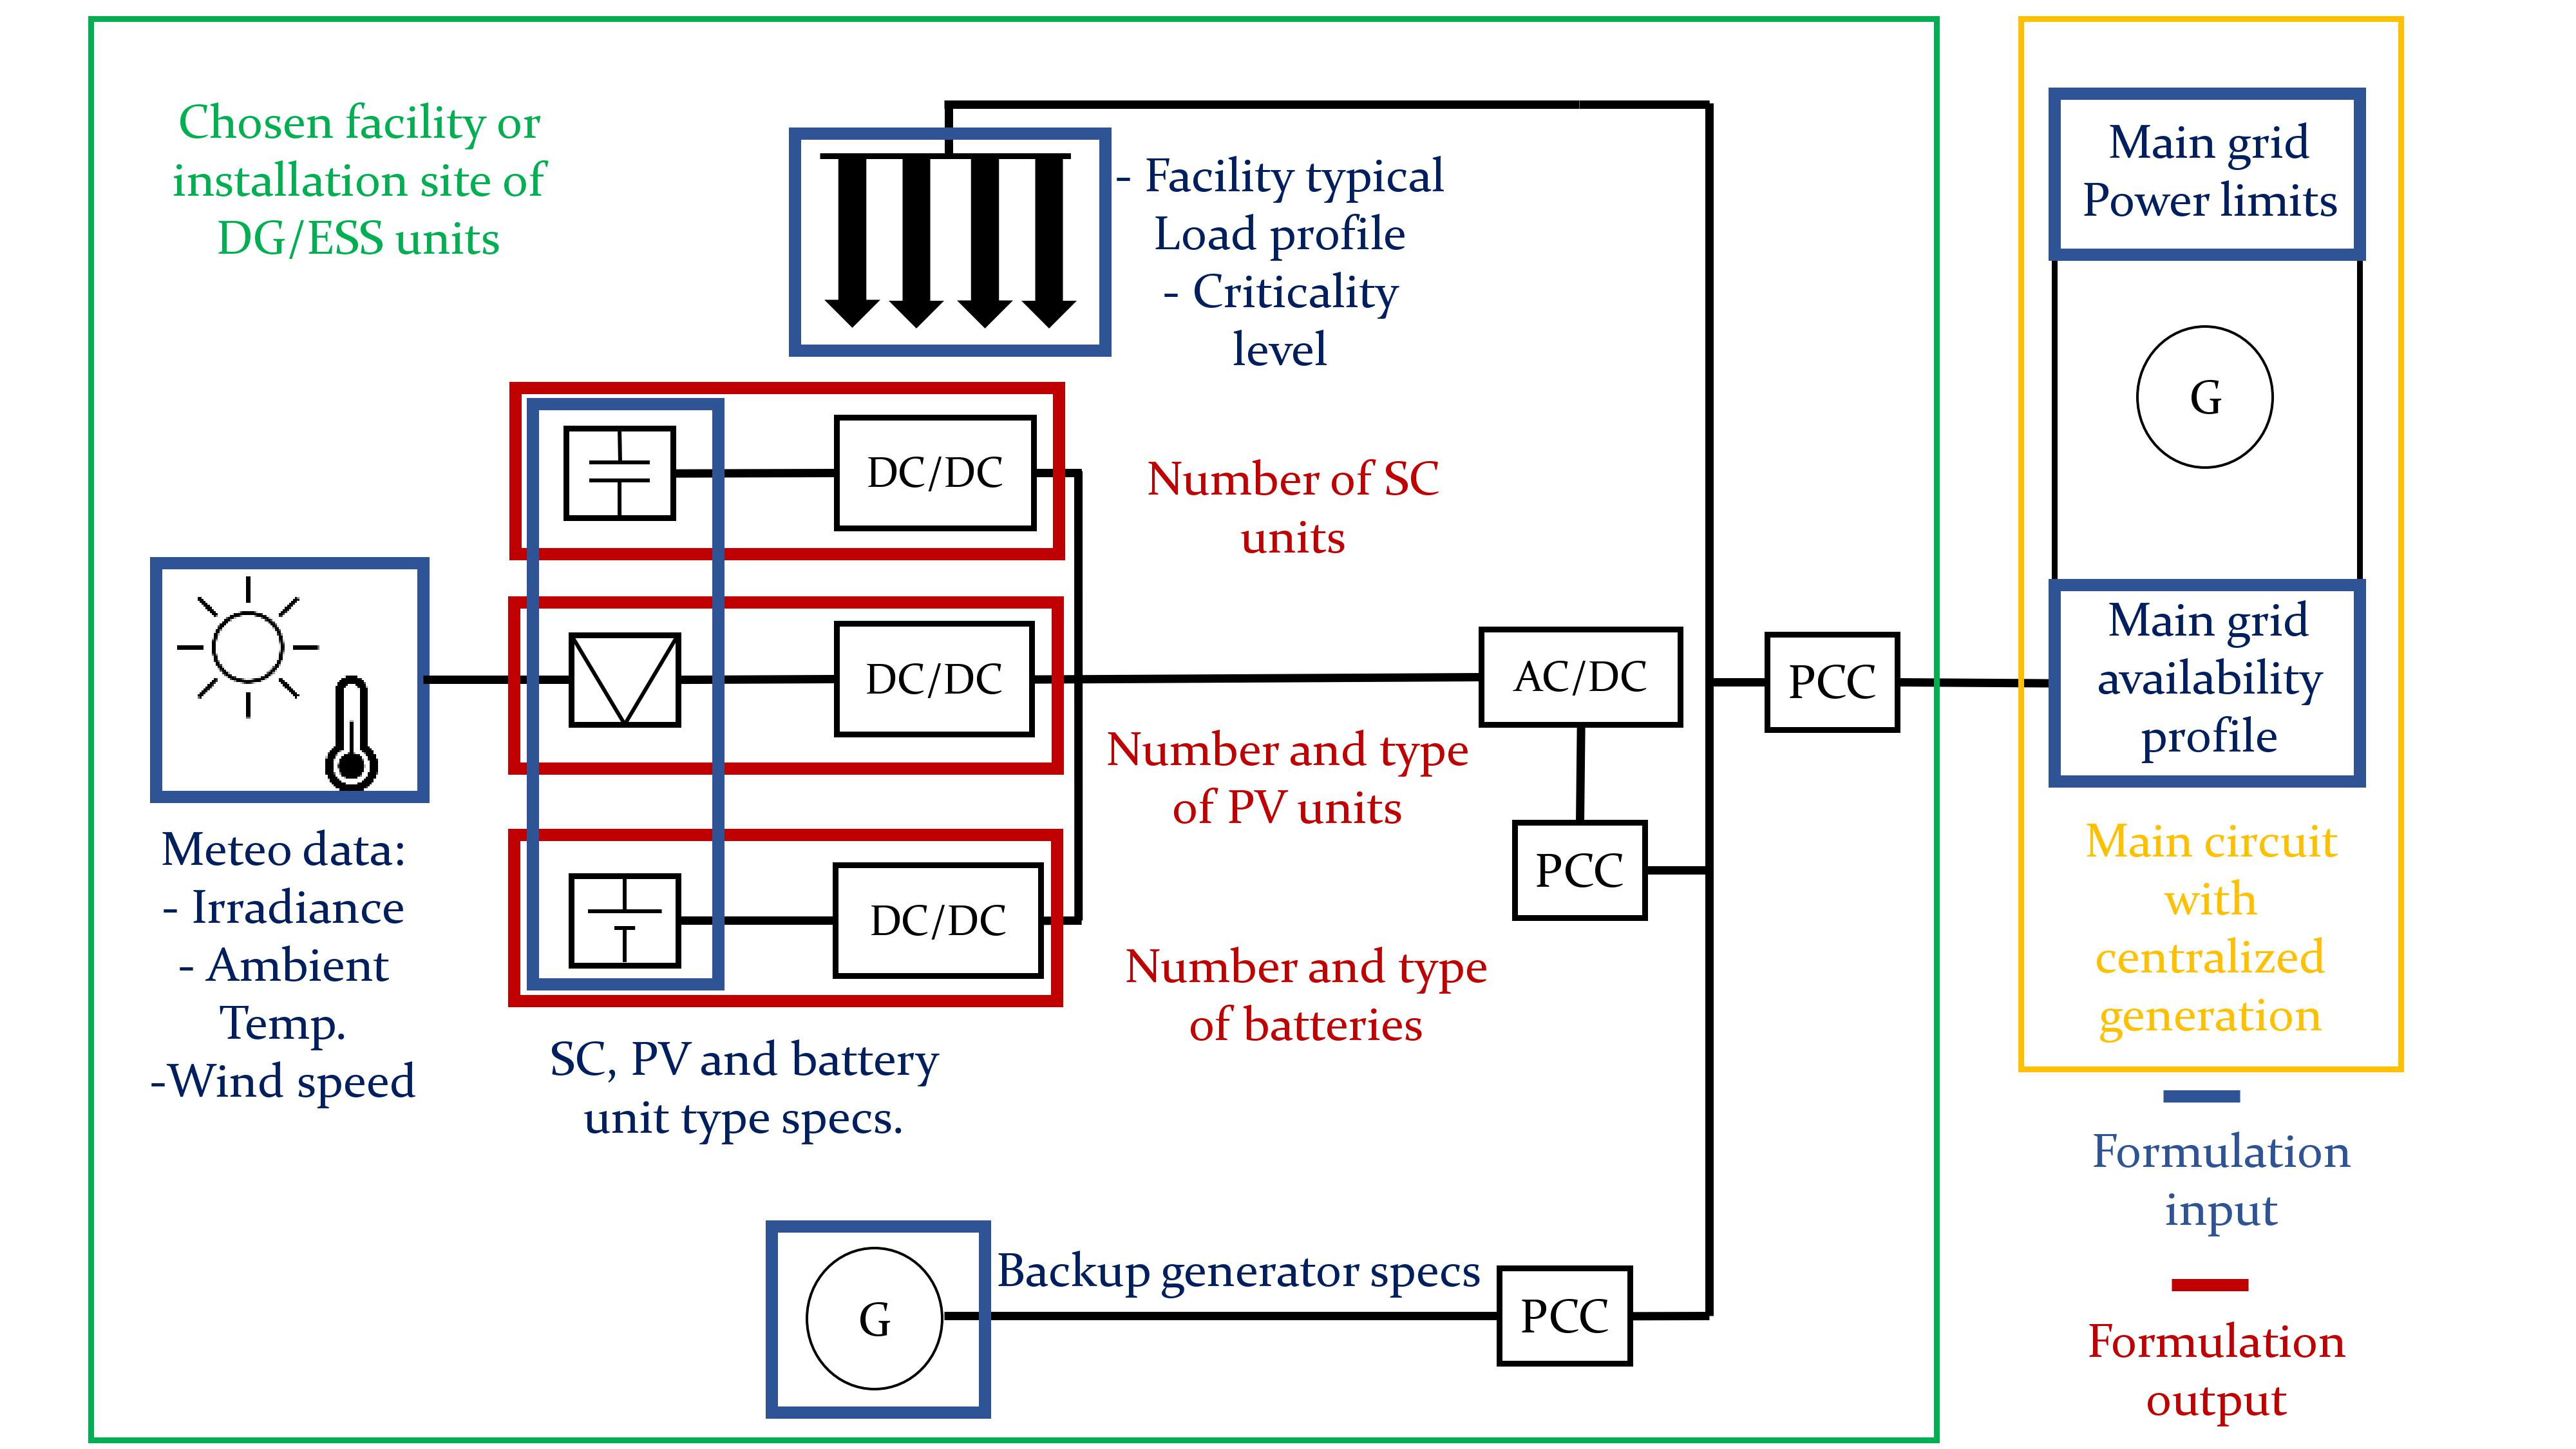 Chosen facility or
installation site of
DG/ESS units
- Facility typical
Load profile
- Criticality
level
DC/DC
Number of SC
units
DC/DC
Number and type
of PV units
DC/DC
Number and type
of batteries
Meteo data:
- Irradiance
- Ambient
Temp.
-Wind speed
SC, PV and battery
unit type specs.
AC/DC
PCC
PCC
G
Backup generator specs
PCC
Main grid
Power limits
G
Main grid
availability
profile
Main circuit
with
centralized
generation
Formulation
input
Formulation
output